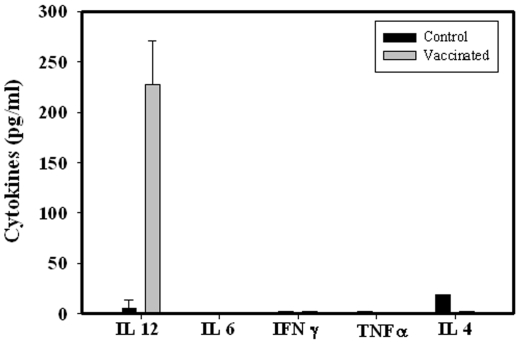 Cytokines (pg/ml)
300
250
200
150
100
50
0
Control
Vaccinated
IL 12
IL 6
IFN γ
TNF α
IL 4